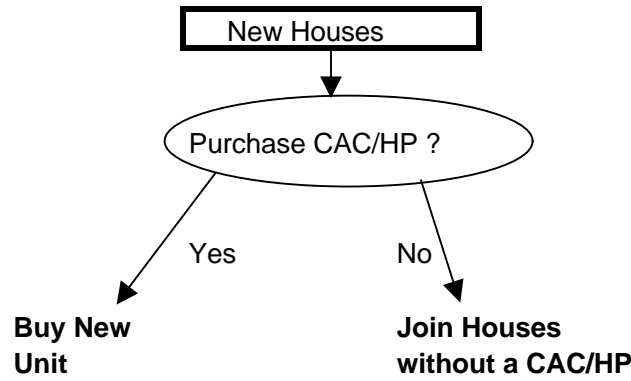 New Houses
Purchase CAC/HP ?
Yes
No
Buy New
Unit
Join Houses
without a CAC/HP